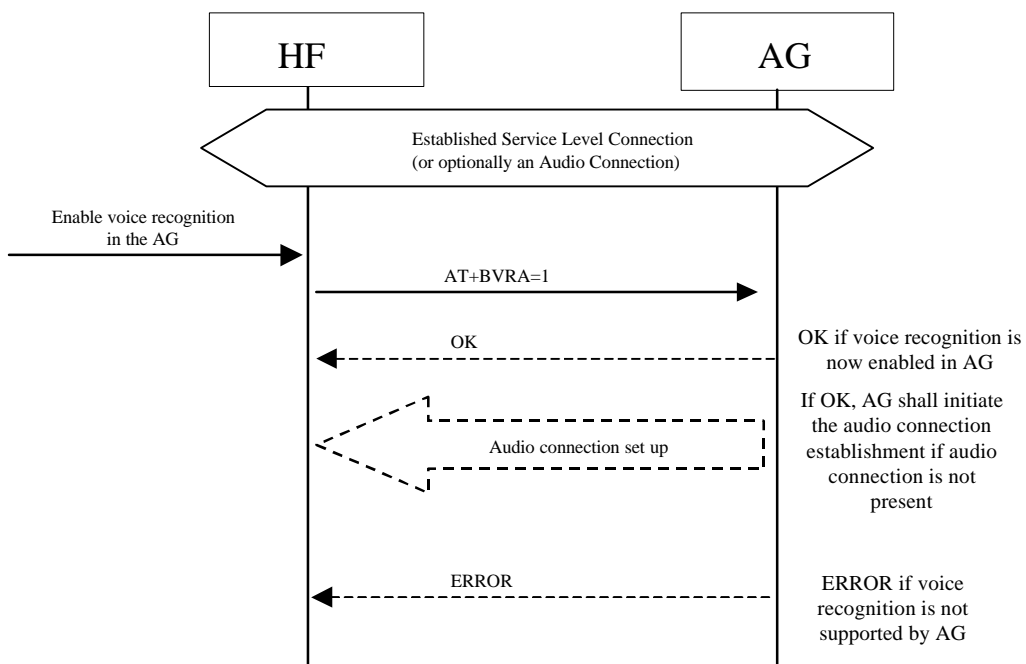 HF
AG
Established Service Level Connection
(or optionally an Audio Connection)
Enable voice recognition
in the AG
AT+BVRA=1
OK
OK if voice recognition is
now enabled in AG
If OK, AG shall initiate
the audio connection
establishment if audio
connection is not
present
Audio connection set up
ERROR
ERROR if voice
recognition is not
supported by AG